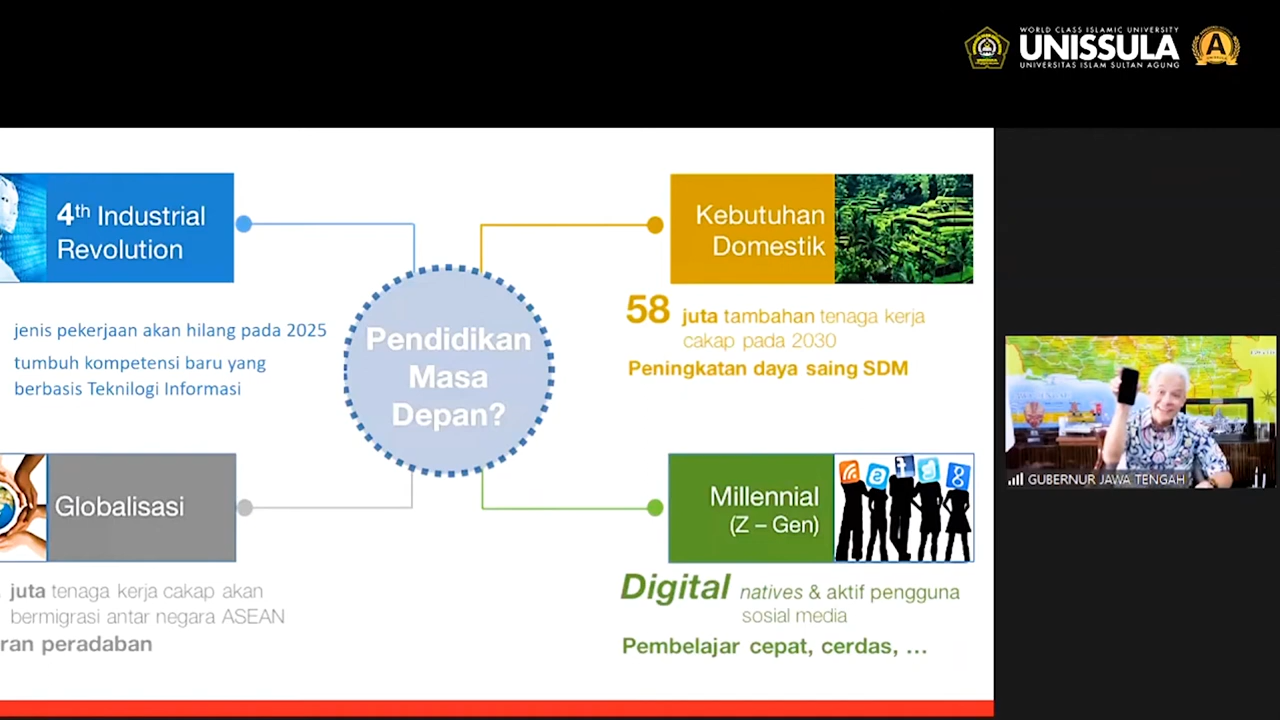 WORLD CLASS ISLAMIC UNIVERSITY
UNISSULA
UNIVERSITAS ISLAM SULTAN AGUNG
A
4th Industrial
Revolution
jenis pekerjaan akan hilang pada 2025
tumbuh kompetensi baru yang
berbasis Teknilogi Informasi
Pendidikan
Masa
Depan?
Kebutuhan
Domestik
58 juta tambahan tenaga kerja
cakap pada 2030
Peningkatan daya saing SDM
Globalisasi
juta tenaga kerja cakap akan
bermigrasi antar negara ASEAN
ran peradaban
Millennial
(Z – Gen)
Digital natives & aktif pengguna
sosial media
Pembelajar cepat, cerdas, ...
GUBERNUR JAWA TENGAH